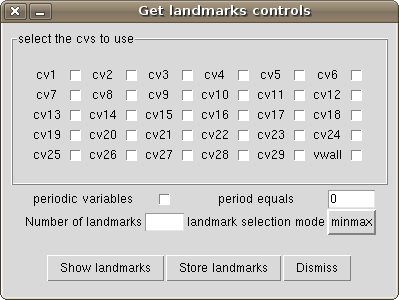 Get landmarks controls
select the cvs to use
cv1 cv2 cv3 cv4 cv5 cv6
cv7 cv8 cv9 cv10 cv11 cv12
cv13 cv14 cv15 cv16 cv17 cv18
cv19 cv20 cv21 cv22 cv23 cv24
cv25 cv26 cv27 cv28 cv29 vwall
periodic variables period equals 0
Number of landmarks landmark selection mode minmax
Show landmarks Store landmarks Dismiss